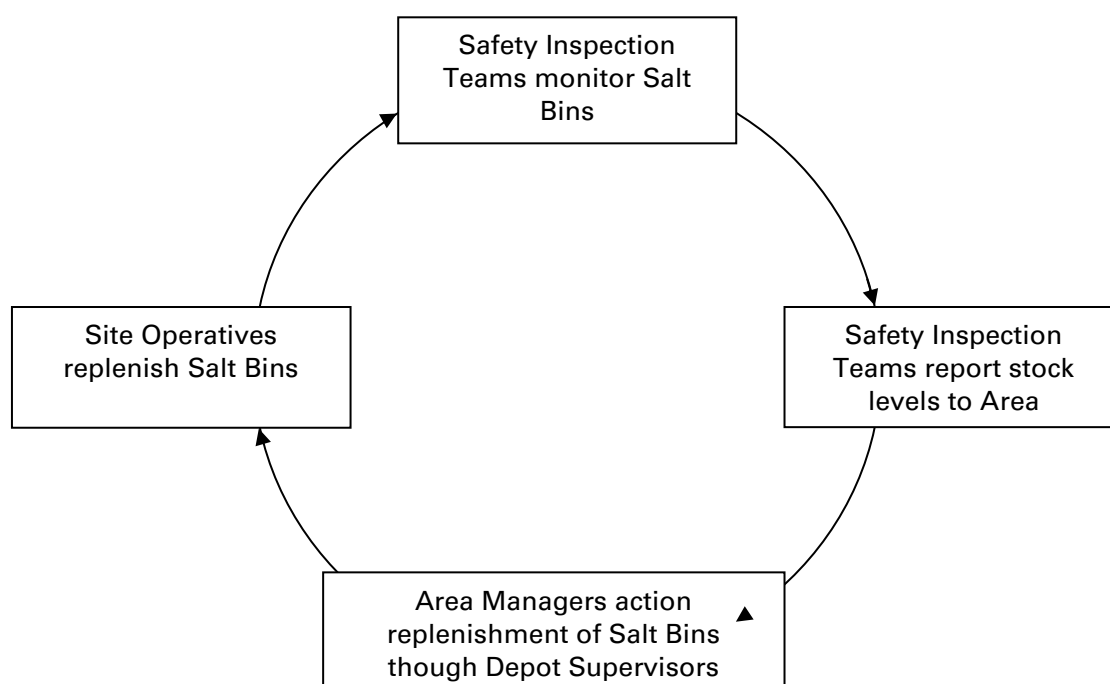 Safety Inspection
Teams monitor Salt
Bins
Safety Inspection
Teams report stock
levels to Area
Area Managers action
replenishment of Salt Bins
though Depot Supervisors
Site Operatives
replenish Salt Bins